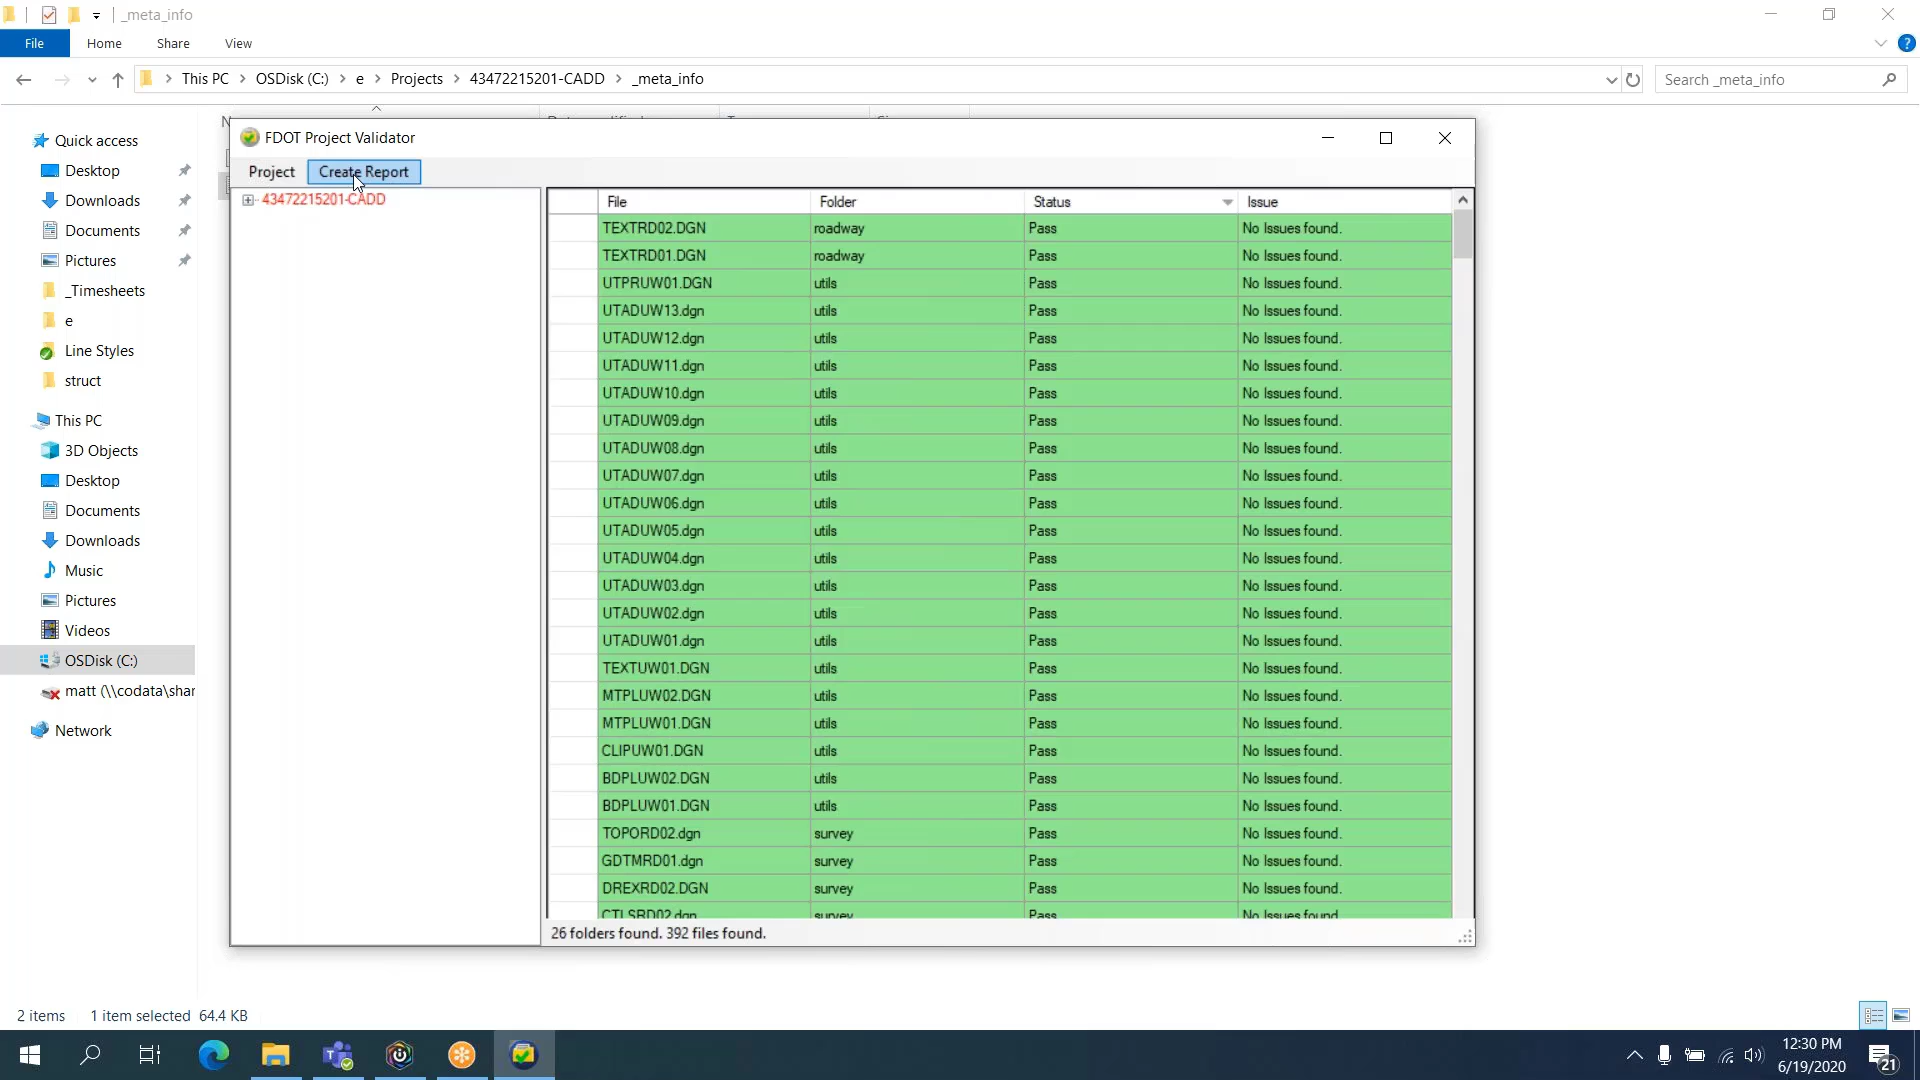 _meta_info
File Home Share View
This PC OSDisk (C:) e Projects 43472215201-CADD _meta_info
Search _meta_info
FDOT Project Validator
Project Create Report
43472215201-CADD
Quick access
Desktop
Downloads
Documents
Pictures
_Timesheets
e
Line Styles
struct
This PC
3D Objects
Desktop
Documents
Downloads
Music
Pictures
Videos
OSDisk (C:)
matt (\\codata\shar
Network
File Folder Status Issue
TEXTRD02.DGN roadway Pass No Issues found.
TEXTRD01.DGN roadway Pass No Issues found.
UTPRUW01.DGN utils Pass No Issues found.
UTADUW13.dgn utils Pass No Issues found.
UTADUW12.dgn utils Pass No Issues found.
UTADUW11.dgn utils Pass No Issues found.
UTADUW10.dgn utils Pass No Issues found.
UTADUW09.dgn utils Pass No Issues found.
UTADUW08.dgn utils Pass No Issues found.
UTADUW07.dgn utils Pass No Issues found.
UTADUW06.dgn utils Pass No Issues found.
UTADUW05.dgn utils Pass No Issues found.
UTADUW04.dgn utils Pass No Issues found.
UTADUW03.dgn utils Pass No Issues found.
UTADUW02.dgn utils Pass No Issues found.
UTADUW01.dgn utils Pass No Issues found.
TEXTUW01.DGN utils Pass No Issues found.
MTPLUW02.DGN utils Pass No Issues found.
MTPLUW01.DGN utils Pass No Issues found.
CLIPUW01.DGN utils Pass No Issues found.
BDPLUW02.DGN utils Pass No Issues found.
BDPLUW01.DGN utils Pass No Issues found.
TOPORD02.dgn survey Pass No Issues found.
GDTMRD01.dgn survey Pass No Issues found.
DREXRD02.DGN survey Pass No Issues found.
CTLSRD02.dgn survey Pass No Issues found.
26 folders found. 392 files found.
2 items 1 item selected 64.4 KB
12:30 PM
6/19/2020
21